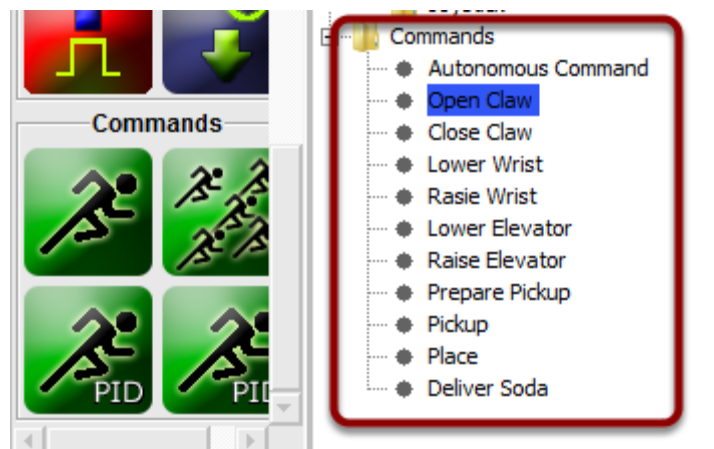 Commands
PID
Commands
Autonomous Command
Open Claw
Close Claw
Lower Wrist
Rasie Wrist
Lower Elevator
Raise Elevator
Prepare Pickup
Pickup
Place
Deliver Soda